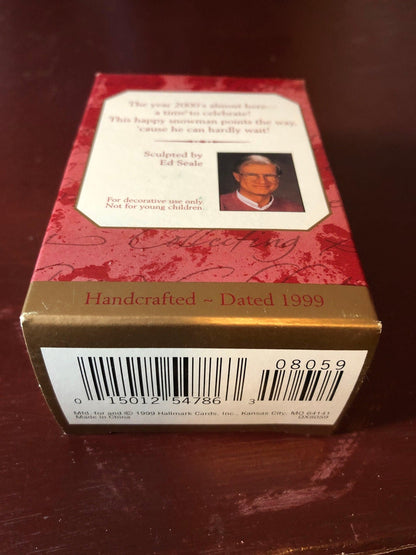 The year 2000's almost here...
a time to celebrate!
This happy snowman points the way,
'cause he can hardly wait!
Sculpted by
Ed Seale
For decorative use only.
Not for young children.
Collecting
Handcrafted ~ Dated 1999
08059
0 15012 54786 3
Mfd. for and © 1999 Hallmark Cards, Inc., Kansas City, MO 64141
Made in China
QX8059